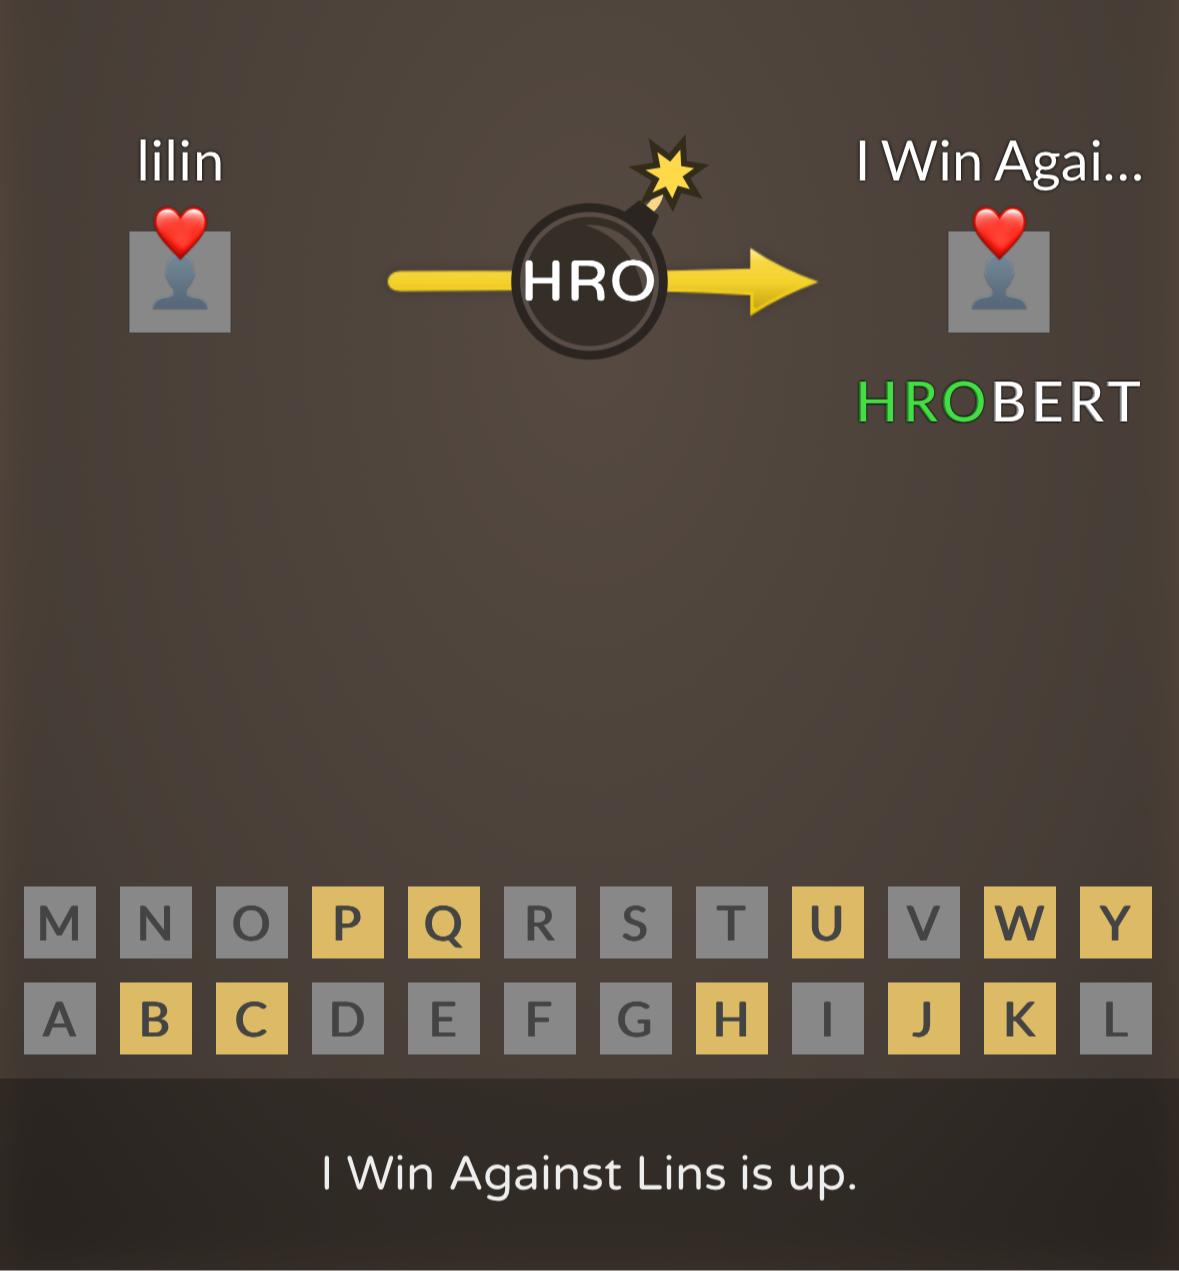 lilin
I Win Agai...
HRO
HROBERT
M N O P Q R S T U V W Y
A B C D E F G H I J K L
I Win Against Lins is up.